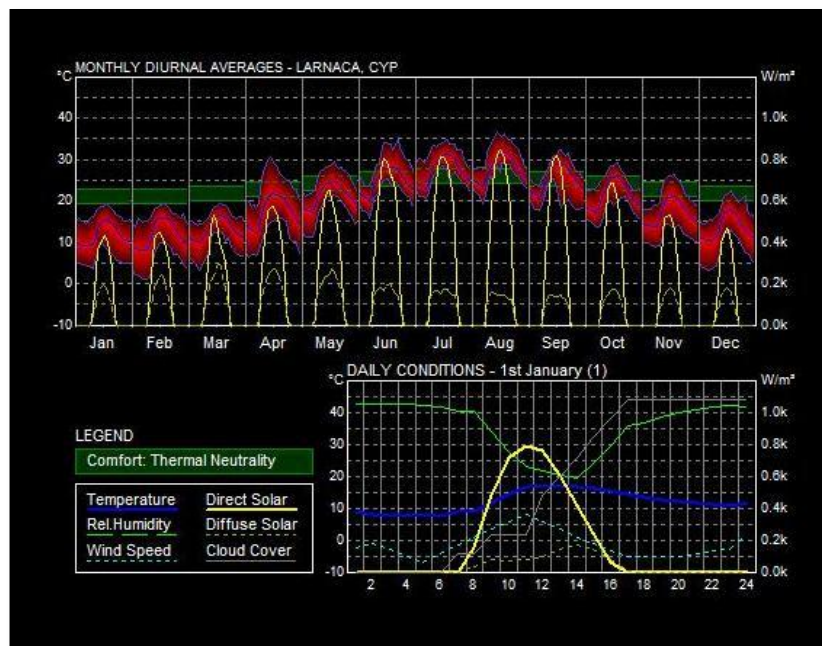 MONTHLY DIURNAL AVERAGES - LARNACA, CYP
°C
W/m²
40
30
20
10
0
-10
1.0k
0.8k
0.6k
0.4k
0.2k
0.0k
Jan Feb Mar Apr May Jun Jul Aug Sep Oct Nov Dec
DAILY CONDITIONS - 1st January (1)
°C
W/m²
40
30
20
10
0
-10
1.0k
0.8k
0.6k
0.4k
0.2k
0.0k
2 4 6 8 10 12 14 16 18 20 22 24
LEGEND
Comfort: Thermal Neutrality
Temperature Direct Solar
Rel.Humidity Diffuse Solar
Wind Speed Cloud Cover